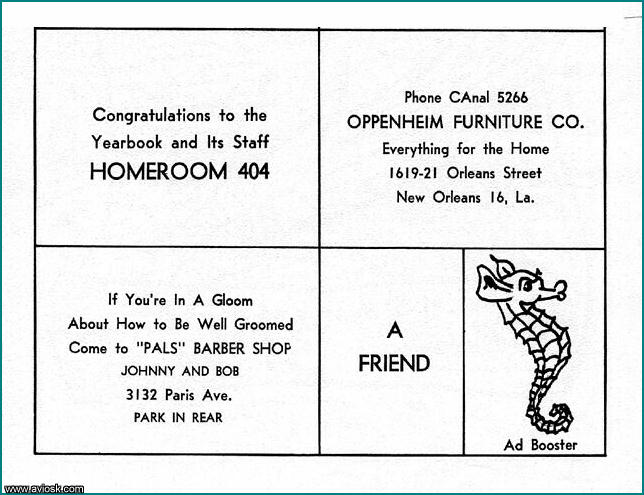 Congratulations to the
Yearbook and Its Staff
HOMEROOM 404
Phone CAnal 5266
OPPENHEIM FURNITURE CO.
Everything for the Home
1619-21 Orleans Street
New Orleans 16, La.
If You're In A Gloom
About How to Be Well Groomed
Come to "PALS" BARBER SHOP
JOHNNY AND BOB
3132 Paris Ave.
PARK IN REAR
A
FRIEND
Ad Booster
www.aviosk.com